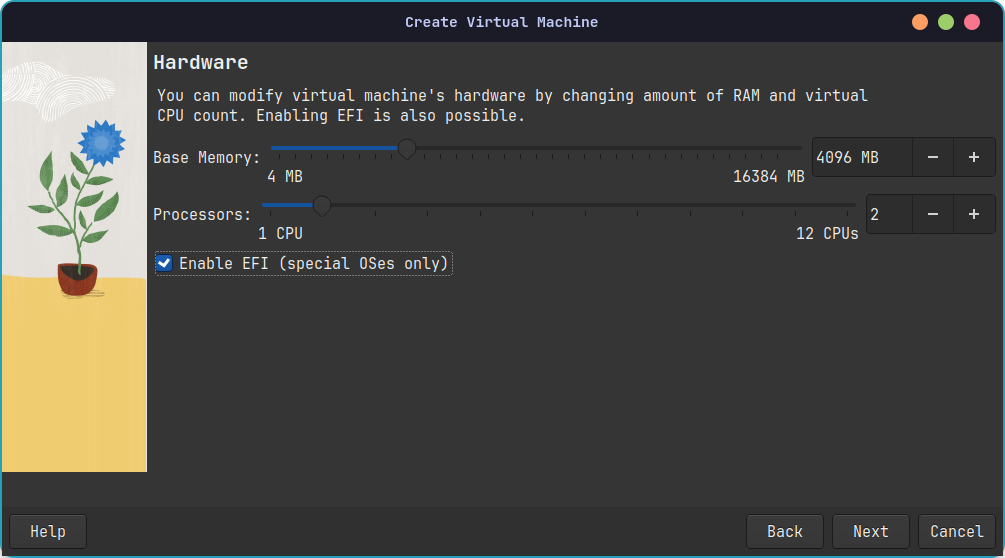 Create Virtual Machine
Hardware
You can modify virtual machine's hardware by changing amount of RAM and virtual
CPU count. Enabling EFI is also possible.
Base Memory:
4096 MB
4 MB
16384 MB
Processors:
2
1 CPU
12 CPUs
Enable EFI (special OSes only)
Help
Back
Next
Cancel